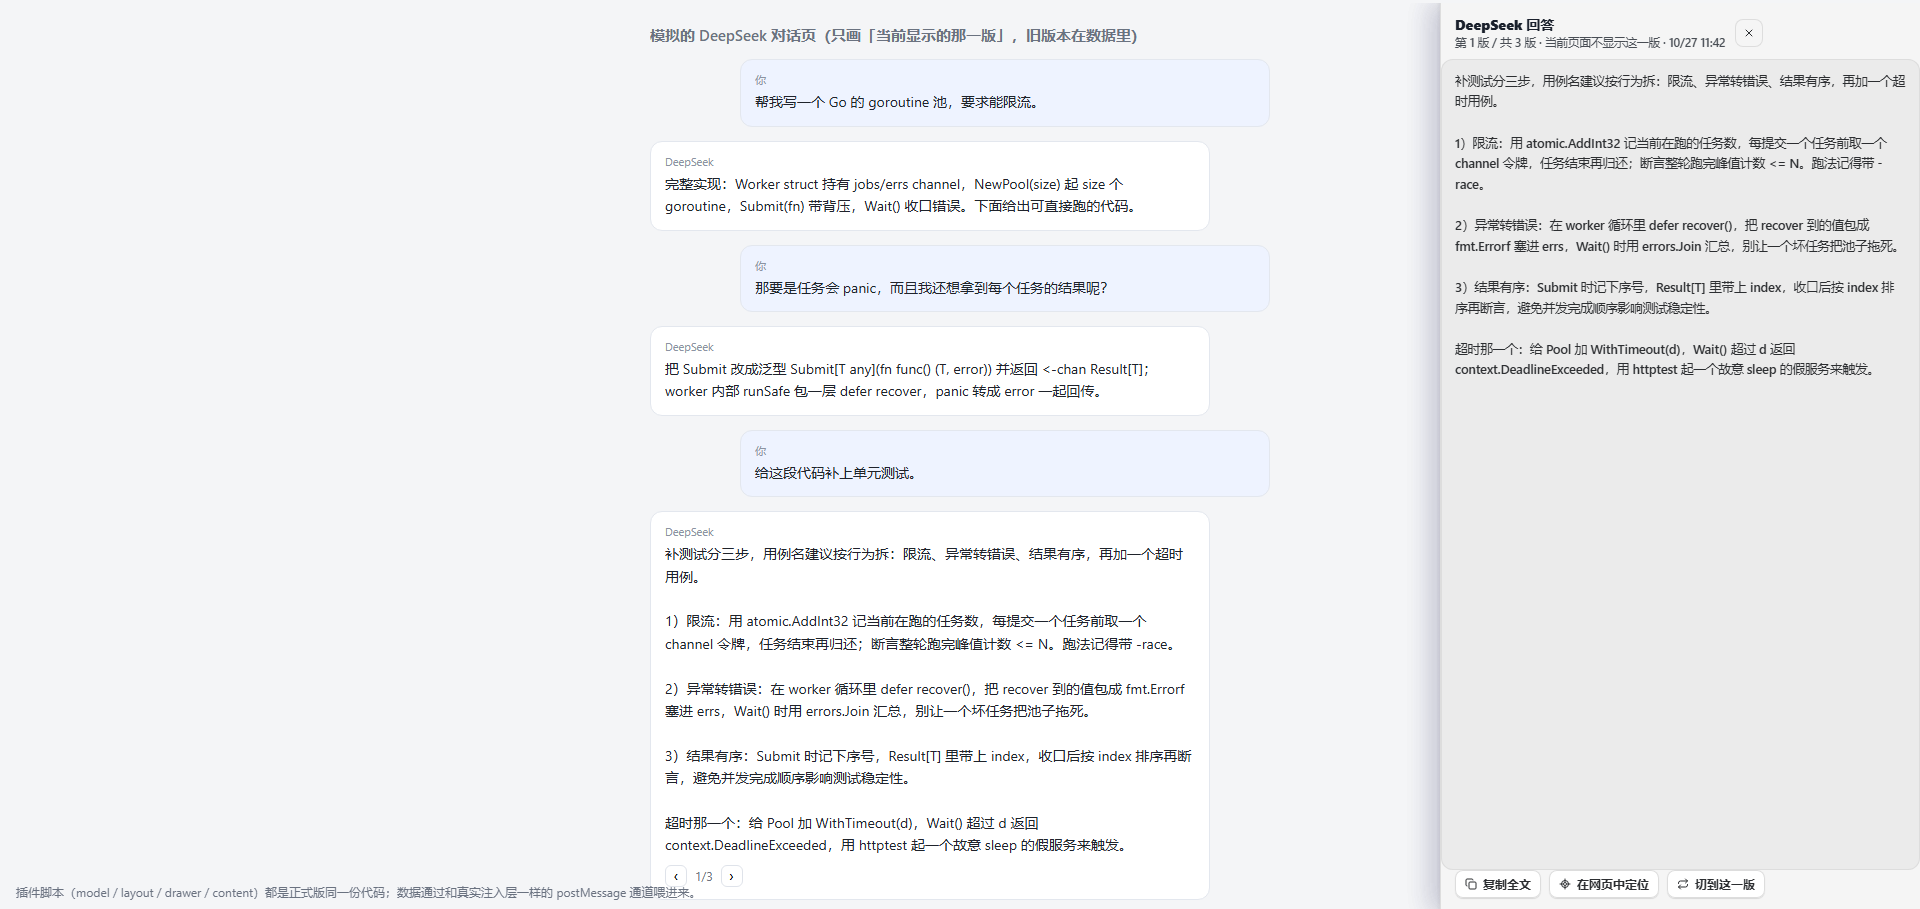 模拟的 DeepSeek 对话页（只画「当前显示的那一版」，旧版本在数据里）
你
帮我写一个 Go 的 goroutine 池，要求能限流。
DeepSeek
完整实现：Worker struct 持有 jobs/errs channel，NewPool(size) 起 size 个
goroutine，Submit(fn) 带背压，Wait() 收口错误。下面给出可直接跑的代码。
你
那要是任务会 panic，而且我还想拿到每个任务的结果呢？
DeepSeek
把 Submit 改成泛型 Submit[T any](fn func() (T, error)) 并返回 <-chan Result[T]；
worker 内部 runSafe 包一层 defer recover，panic 转成 error 一起回传。
你
给这段代码补上单元测试。
DeepSeek
补测试分三步，用例名建议按行为拆：限流、异常转错误、结果有序，再加一个超时
用例。
1）限流：用 atomic.AddInt32 记当前在跑的任务数，每提交一个任务前取一个
channel 令牌，任务结束再归还；断言整轮跑完峰值计数 <= N。跑法记得带 -race。
2）异常转错误：在 worker 循环里 defer recover()，把 recover 到的值包成 fmt.Errorf
塞进 errs，Wait() 时用 errors.Join 汇总，别让一个坏任务把池子拖死。
3）结果有序：Submit 时记下序号，Result[T] 里带上 index，收口后按 index 排序再断
言，避免并发完成顺序影响测试稳定性。
超时那一个：给 Pool 加 WithTimeout(d)，Wait() 超过 d 返回
context.DeadlineExceeded，用 httptest 起一个故意 sleep 的假服务来触发。
‹ 1/3 ›
插件脚本（model / layout / drawer / content）都是正式版同一份代码；数据通过和真实注入层一样的 postMessage 通道喂进来。
DeepSeek 回答
第 1 版 / 共 3 版 · 当前页面不显示这一版 · 10/27 11:42
×
补测试分三步，用例名建议按行为拆：限流、异常转错误、结果有序，再加一个超
时用例。
1）限流：用 atomic.AddInt32 记当前在跑的任务数，每提交一个任务前取一个
channel 令牌，任务结束再归还；断言整轮跑完峰值计数 <= N。跑法记得带 -
race。
2）异常转错误：在 worker 循环里 defer recover()，把 recover 到的值包成
fmt.Errorf 塞进 errs，Wait() 时用 errors.Join 汇总，别让一个坏任务把池子拖死。
3）结果有序：Submit 时记下序号，Result[T] 里带上 index，收口后按 index 排
序再断言，避免并发完成顺序影响测试稳定性。
超时那一个：给 Pool 加 WithTimeout(d)，Wait() 超过 d 返回
context.DeadlineExceeded，用 httptest 起一个故意 sleep 的假服务来触发。
复制全文
在网页中定位
切到这一版